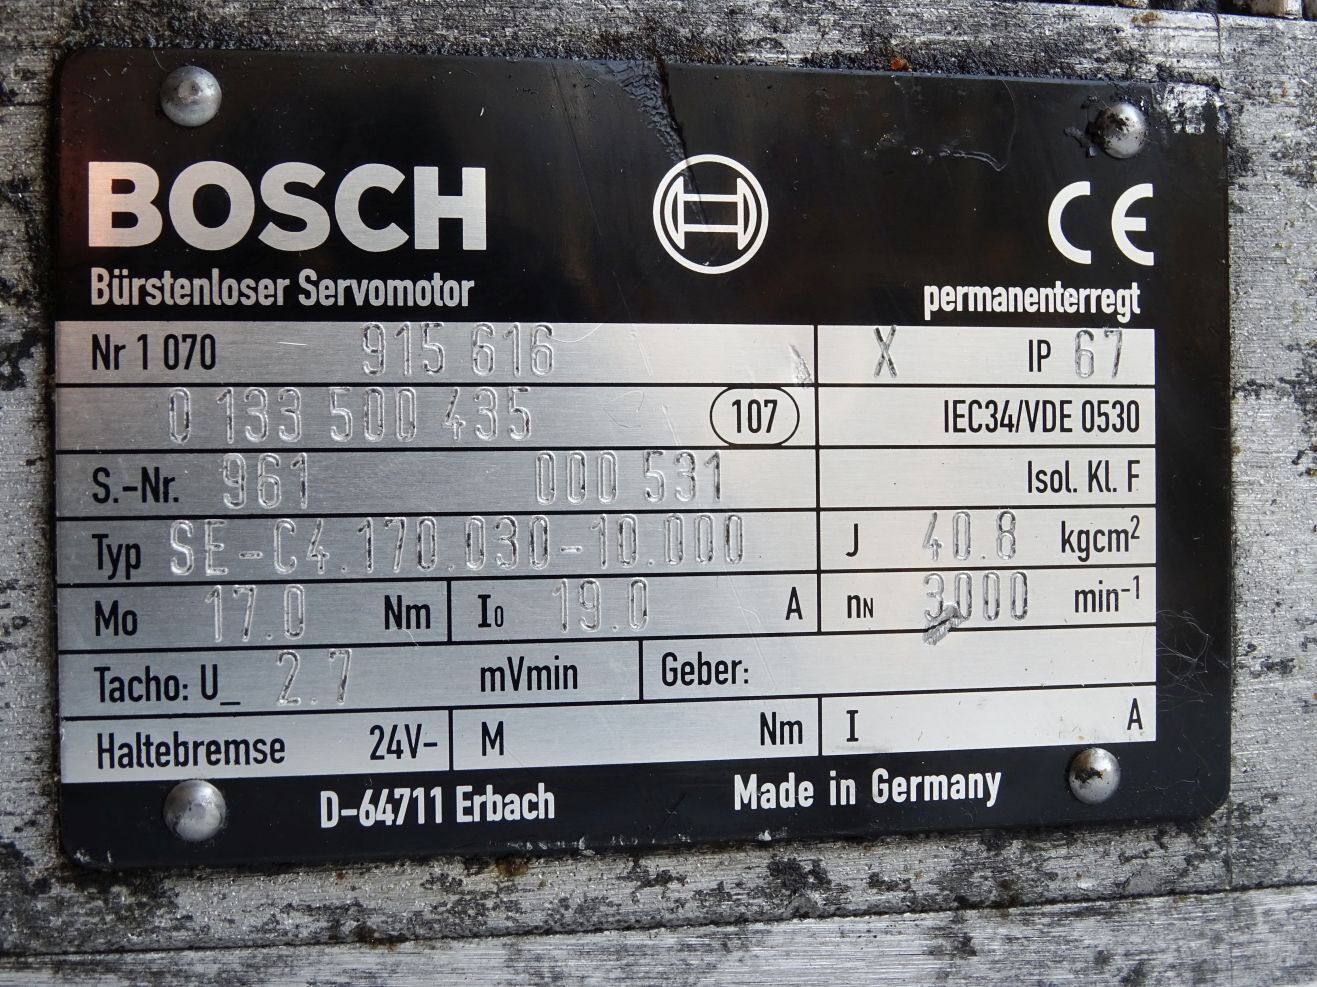 BOSCH
CE
Bürstenloser Servomotor
permanenterregt
Nr 1 070 915 616 X IP 67
0 133 500 435 107 IEC34/VDE 0530
S.-Nr. 961 000 531 Isol. Kl. F
Typ SE-C4.170.030-10.000 J 40.8 kgcm²
Mo 17.0 Nm I0 19.0 A nN 3000 min-1
Tacho: U_ 2.7 mVmin Geber:
Haltebremse 24V- M Nm I A
D-64711 Erbach Made in Germany